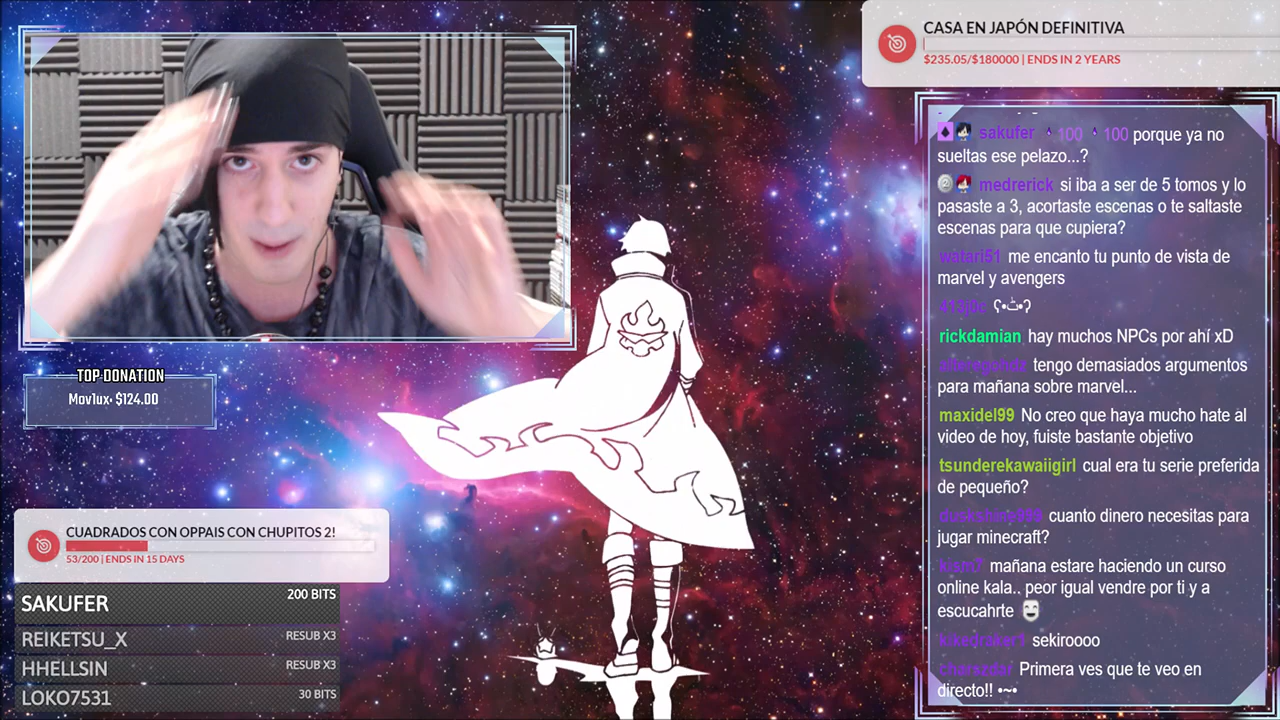 CASA EN JAPÓN DEFINITIVA
$235.05/$180000 | ENDS IN 2 YEARS
sakufer 100 100 porque ya no
sueltas ese pelazo...?
medrerick si iba a ser de 5 tomos y lo
pasaste a 3, acortaste escenas o te saltaste
escenas para que cupiera?
watari51 me encanto tu punto de vista de
marvel y avengers
ʕ•ٹ•ʔ
rickdamian hay muchos NPCs por ahí xD
tengo demasiados argumentos
para mañana sobre marvel...
maxidel99 No creo que haya mucho hate al
video de hoy, fuiste bastante objetivo
tsunderekawaiigirl cual era tu serie preferida
de pequeño?
duskshine999 cuanto dinero necesitas para
jugar minecraft?
mañana estare haciendo un curso
online kala.. peor igual vendre por ti y a
escucahrte
sekiroooo
Primera ves que te veo en
directo!! •~•
TOP DONATION
Mov1ux: $124.00
CUADRADOS CON OPPAIS CON CHUPITOS 2!
53/200 | ENDS IN 15 DAYS
SAKUFER 200 BITS
REIKETSU_X RESUB X3
HHELLSIN RESUB X3
LOKO7531 30 BITS